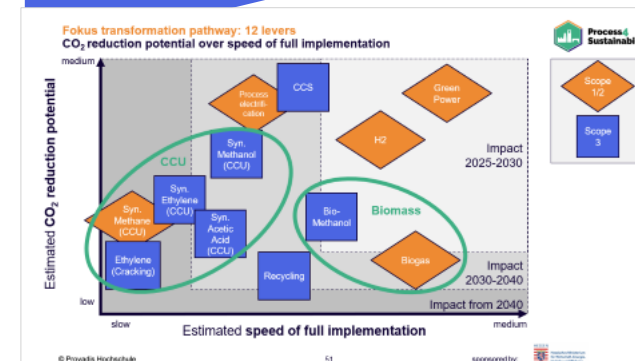 Fokus transformation pathway: 12 levers
CO2 reduction potential over speed of full implementation
Process4
Sustainabi
medium
Estimated CO2 reduction potential
low
Process
electrifi-
cation
CCS
Green
Power
H2
Impact
2025-2030
CCU
Syn.
Methanol
(CCU)
Syn.
Ethylene
(CCU)
Syn.
Methane
(CCU)
Syn.
Acetic
Acid
(CCU)
Ethylene
(Cracking)
Bio-
Methanol
Biomass
Biogas
Recycling
Impact
2030-2040
Impact from 2040
slow
Estimated speed of full implementation
medium
Scope
1/2
Scope
3
© Provadis Hochschule
51
sponsored by: